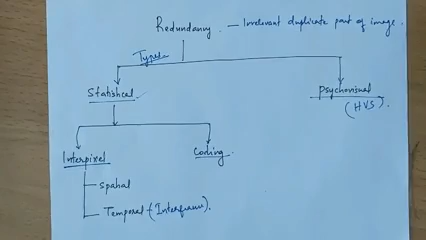 Redundancy – Irrelevant duplicate part of image.
Types
Statistical
Psychovisual
(HVS).
Interpixel
Coding.
Spatial
Temporal (Interframe).